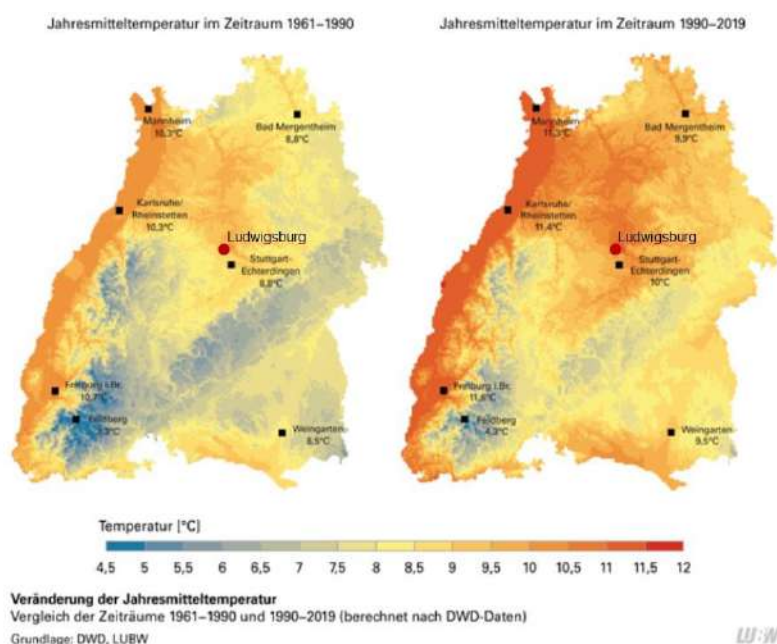 Jahresmitteltemperatur im Zeitraum 1961–1990
Jahresmitteltemperatur im Zeitraum 1990–2019
Mannheim
10,3°C
Bad Mergentheim
8,8°C
Karlsruhe/
Rheinstetten
10,3°C
Ludwigsburg
Stuttgart-
Echterdingen
8,8°C
Freiburg i.Br.
10,7°C
Feldberg
3,3°C
Weingarten
8,5°C
Mannheim
11,3°C
Bad Mergentheim
9,9°C
Karlsruhe/
Rheinstetten
11,4°C
Ludwigsburg
Stuttgart-
Echterdingen
10°C
Freiburg i.Br.
11,6°C
Feldberg
4,3°C
Weingarten
9,5°C
Temperatur [°C]
4,5 5 5,5 6 6,5 7 7,5 8 8,5 9 9,5 10 10,5 11 11,5 12
Veränderung der Jahresmitteltemperatur
Vergleich der Zeiträume 1961–1990 und 1990–2019 (berechnet nach DWD-Daten)
Grundlage: DWD, LUBW